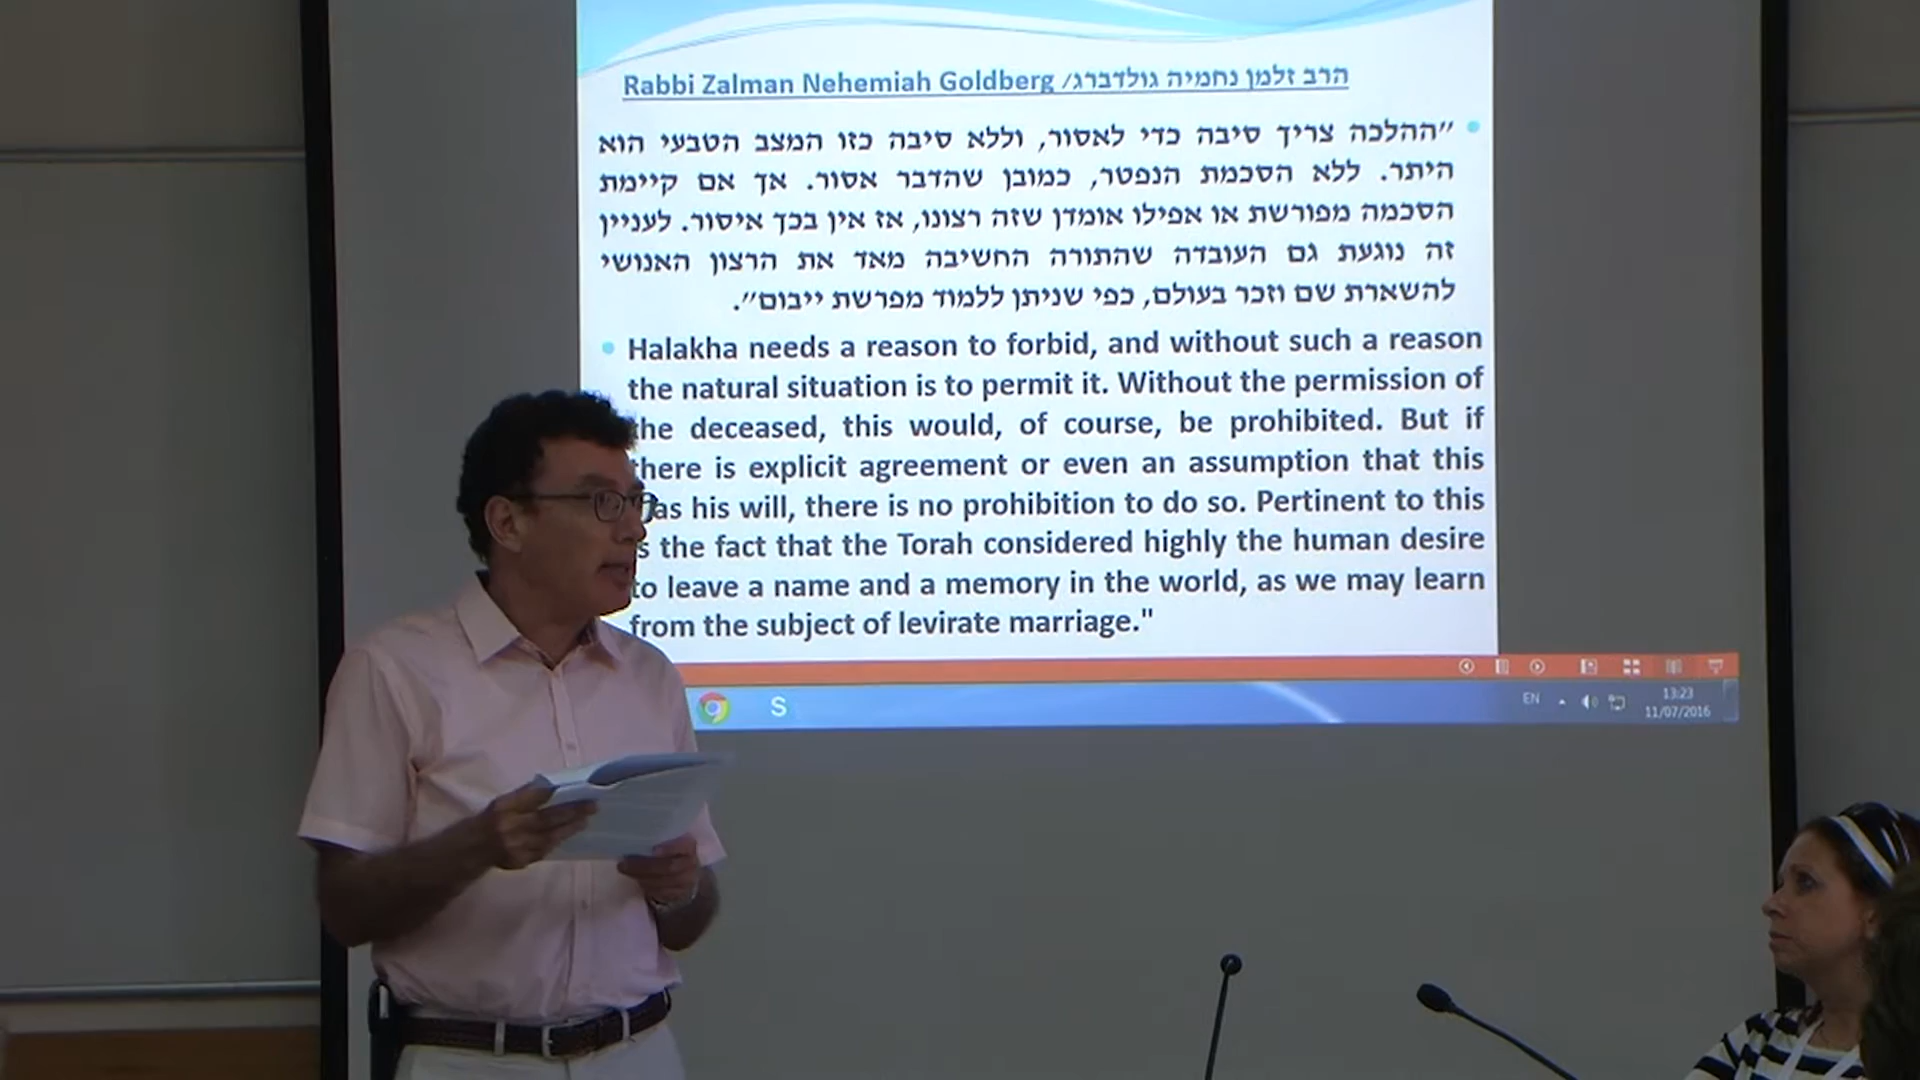 Rabbi Zalman Nehemiah Goldberg /הרב זלמן נחמיה גולדברג
"ההלכה צריך סיבה כדי לאסור, וללא סיבה כזו המצב הטבעי הוא
היתר. ללא הסכמת הנפטר, כמובן שהדבר אסור. אך אם קיימת
הסכמה מפורשת או אפילו אומדן שזה רצונו, אז אין בכך איסור. לעניין
זה נוגעת גם העובדה שהתורה החשיבה מאד את הרצון האנושי
להשארת שם וזכר בעולם, כפי שניתן ללמוד מפרשת ייבום".
Halakha needs a reason to forbid, and without such a reason
the natural situation is to permit it. Without the permission of
the deceased, this would, of course, be prohibited. But if
there is explicit agreement or even an assumption that this
as his will, there is no prohibition to do so. Pertinent to this
s the fact that the Torah considered highly the human desire
to leave a name and a memory in the world, as we may learn
from the subject of levirate marriage."
S
EN
13:23
11/07/2016